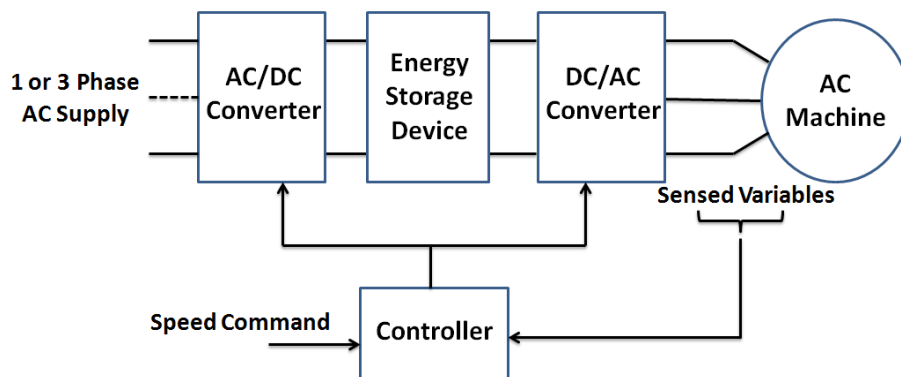 1 or 3 Phase
AC Supply
AC/DC
Converter
Energy
Storage
Device
DC/AC
Converter
AC
Machine
Sensed Variables
Speed Command
Controller